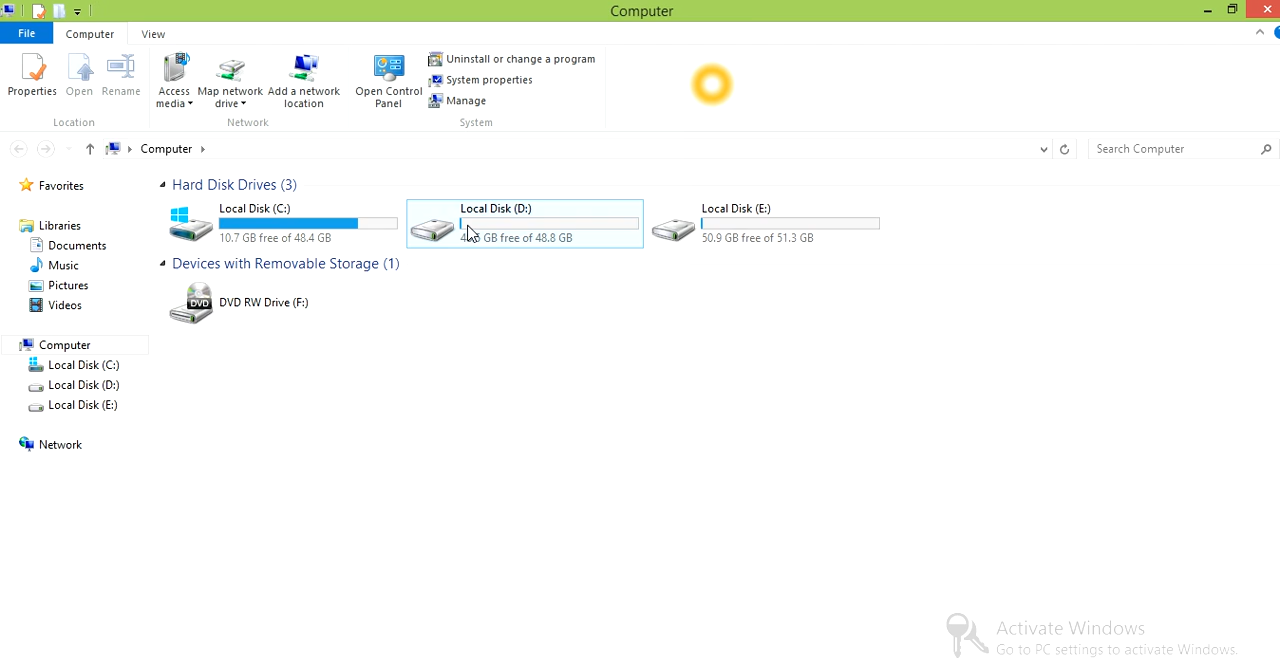 Computer
File Computer View
Properties Open Rename Access media Map network drive Add a network location Open Control Panel
Uninstall or change a program
System properties
Manage
Location Network System
Computer
Search Computer
Favorites
Libraries
Documents
Music
Pictures
Videos
Computer
Local Disk (C:)
Local Disk (D:)
Local Disk (E:)
Network
Hard Disk Drives (3)
Local Disk (C:)
10.7 GB free of 48.4 GB
Local Disk (D:)
GB free of 48.8 GB
Local Disk (E:)
50.9 GB free of 51.3 GB
Devices with Removable Storage (1)
DVD RW Drive (F:)
DVD
Activate Windows
Go to PC settings to activate Windows.